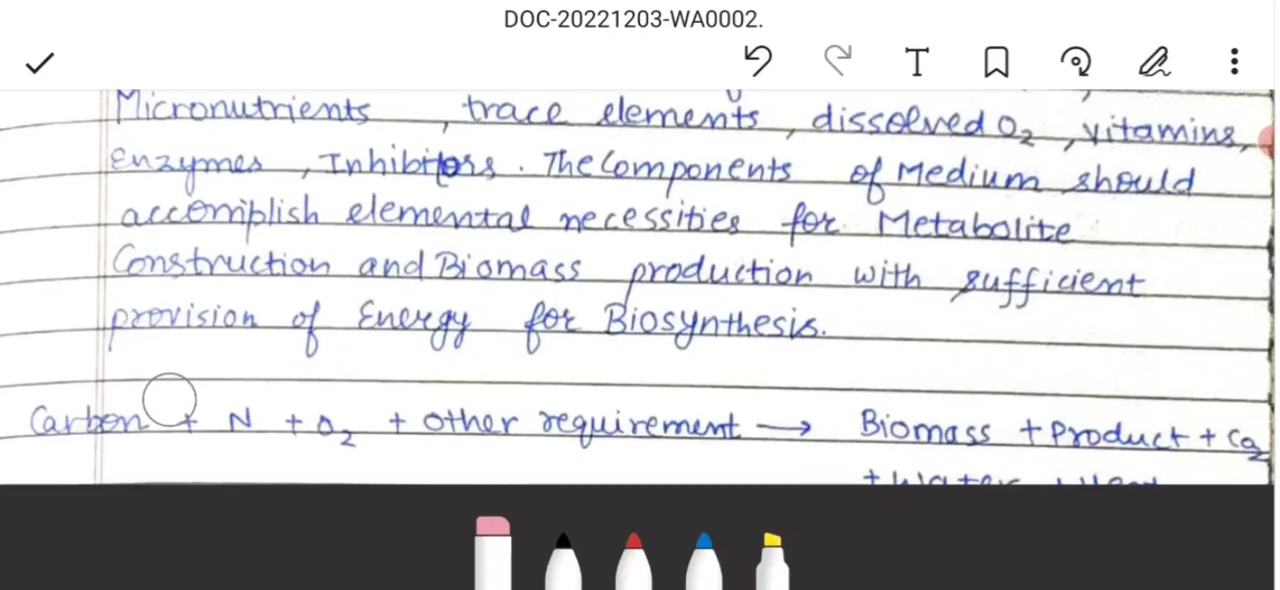 DOC-20221203-WA0002.
T
Micronutrients , trace elements , dissolved O2 , vitamins,
Enzymes , Inhibitors . The Components of Medium should
accomplish elemental necessities for Metabolite
Construction and Biomass production with sufficient
provision of Energy for Biosynthesis.
Carbon + N + O2 + other requirement → Biomass + Product + CO2
+ Water + Heat